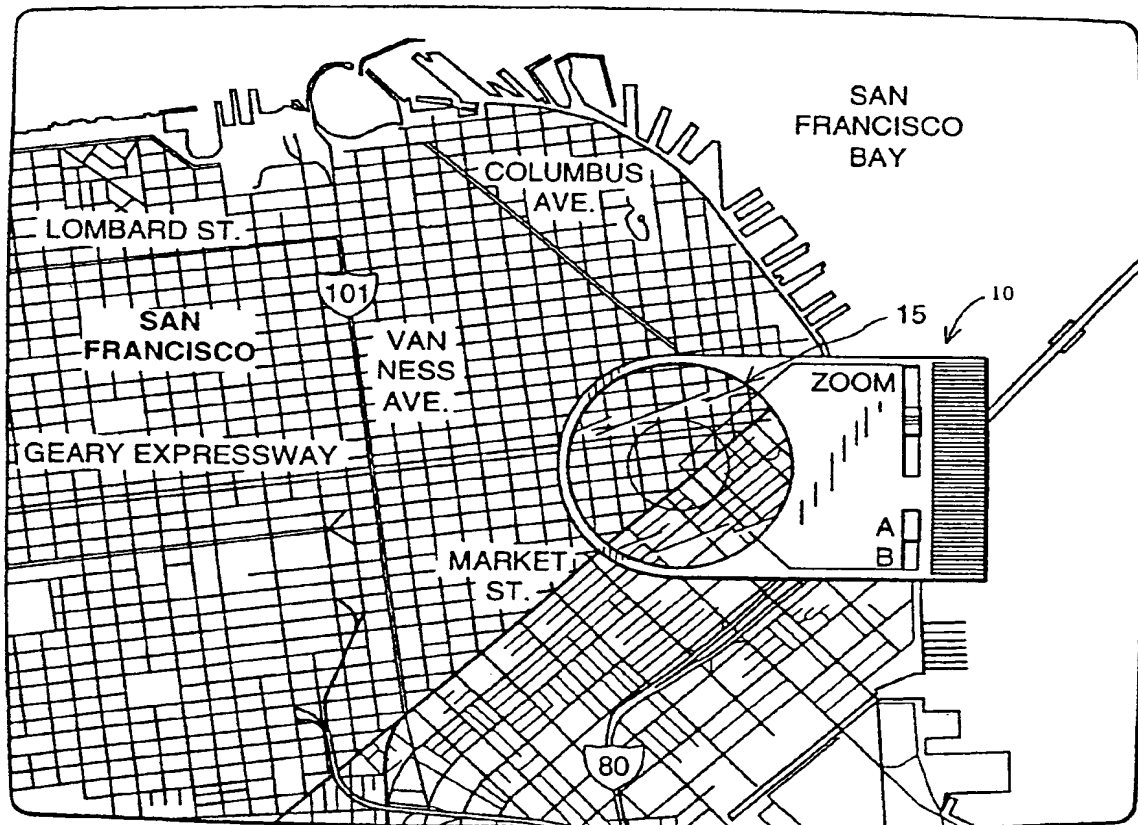 SAN
FRANCISCO
BAY
COLUMBUS
AVE.
LOMBARD ST.
101
SAN
FRANCISCO
VAN
NESS
AVE.
15
10
ZOOM
GEARY EXPRESSWAY
A
B
MARKET
ST.
80